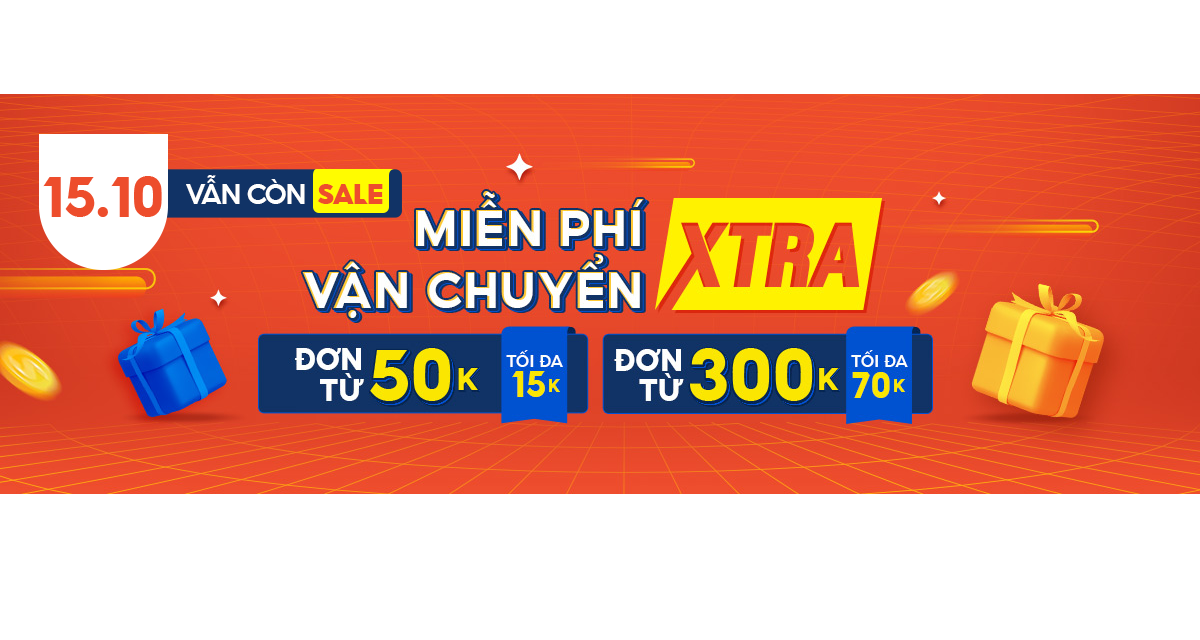 15.10
VẪN CÒN SALE
MIỄN PHÍ
VẬN CHUYỂN
XTRA
ĐƠN
TỪ
50K
TỐI ĐA
15K
ĐƠN
TỪ
300K
TỐI ĐA
70K